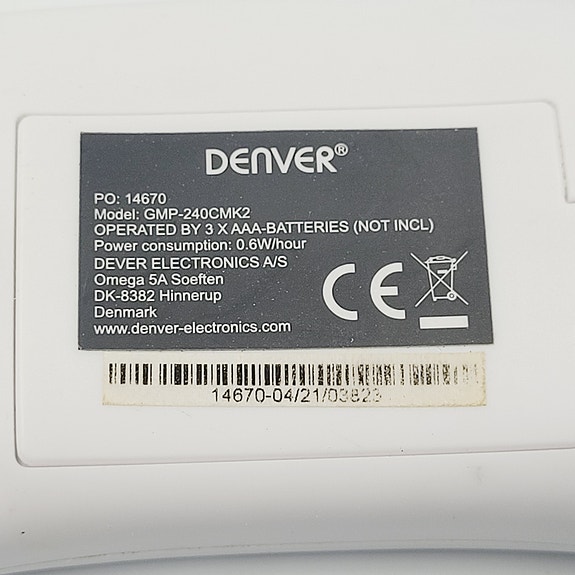 DENVER®
PO: 14670
Model: GMP-240CMK2
OPERATED BY 3 X AAA-BATTERIES (NOT INCL)
Power consumption: 0.6W/hour
DEVER ELECTRONICS A/S
Omega 5A Soeften
DK-8382 Hinnerup
Denmark
www.denver-electronics.com
CE
14670-04/21/03823